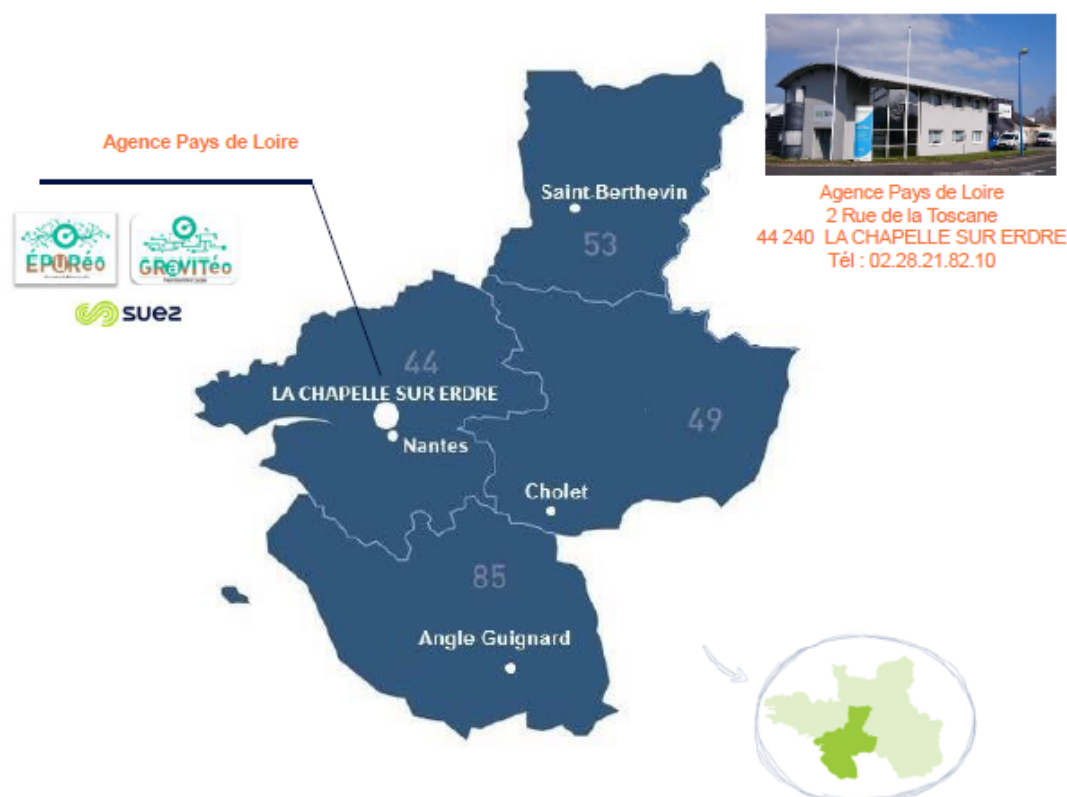 Agence Pays de Loire
ÉPURéo
GRaVITéo
suez
Agence Pays de Loire
2 Rue de la Toscane
44 240 LA CHAPELLE SUR ERDRE
Tél : 02.28.21.82.10
Saint-Berthevin
53
44
LA CHAPELLE SUR ERDRE
Nantes
49
Cholet
85
Angle Guignard